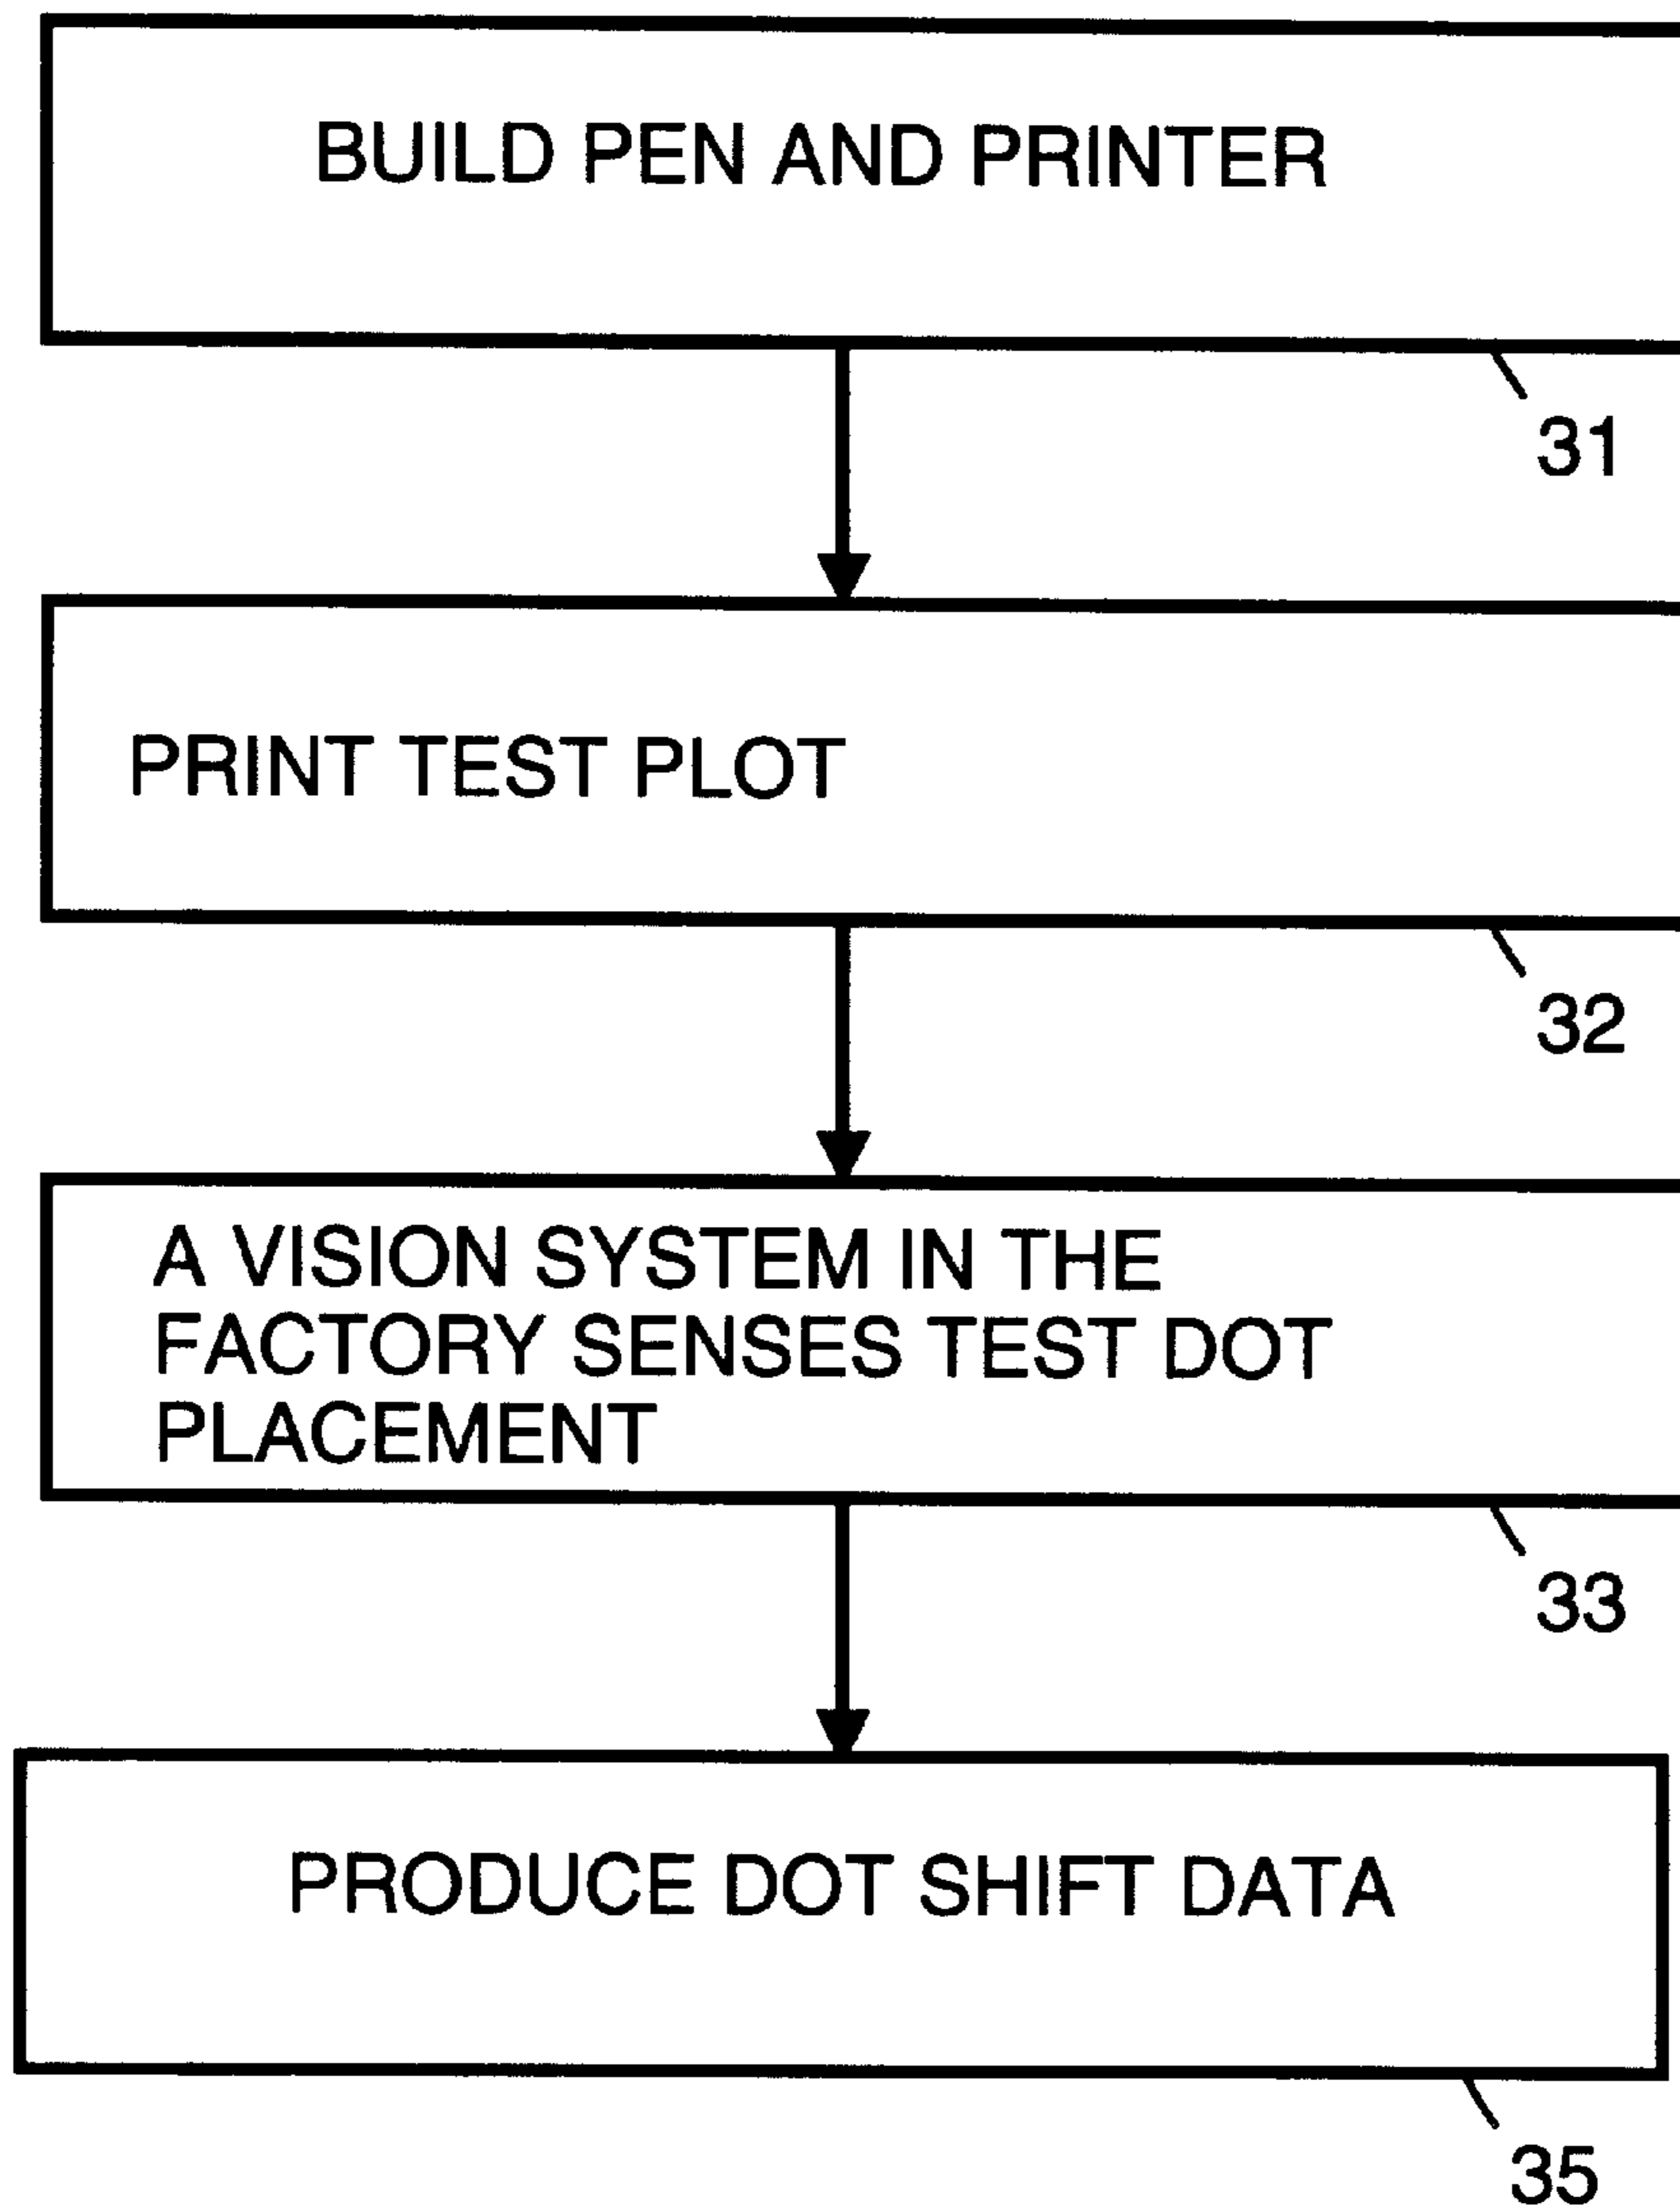 BUILD PEN AND PRINTER
31
PRINT TEST PLOT
32
A VISION SYSTEM IN THE
FACTORY SENSES TEST DOT
PLACEMENT
33
PRODUCE DOT SHIFT DATA
35